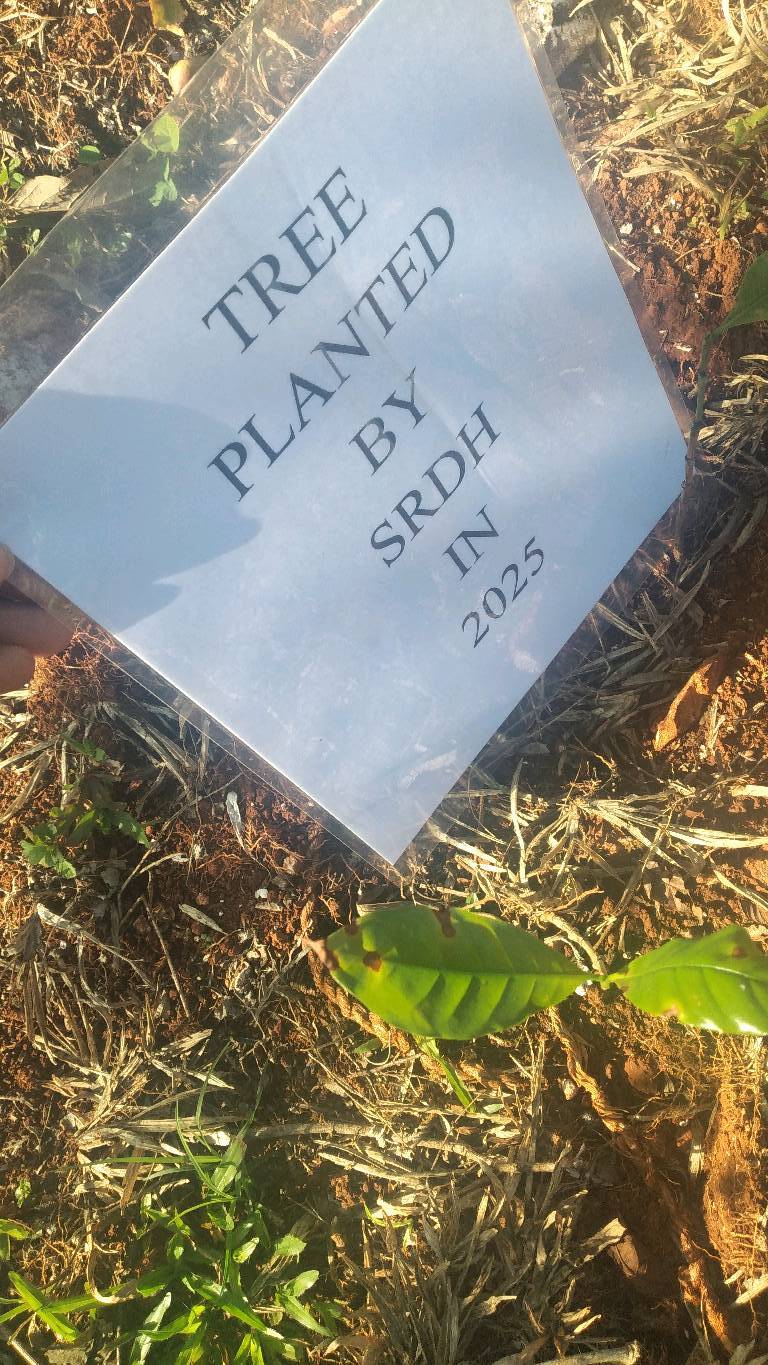 TREE
PLANTED
BY
SRDH
IN
2025